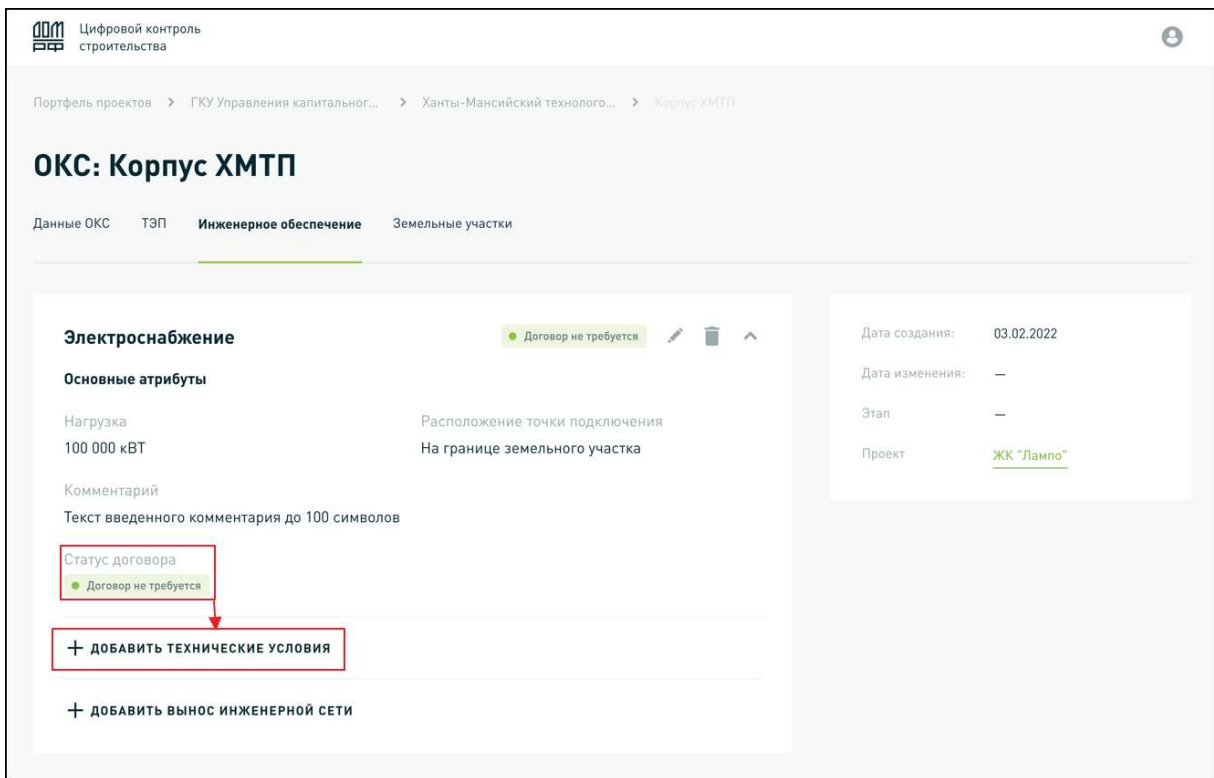 ДОМ РФ
Цифровой контроль
строительства
Портфель проектов > ГКУ Управления капитальног... > Ханты-Мансийский технолого... > Корпус ХМТП
ОКС: Корпус ХМТП
Данные ОКС ТЭП Инженерное обеспечение Земельные участки
Электроснабжение Договор не требуется
Основные атрибуты
Нагрузка Расположение точки подключения
100 000 кВТ На границе земельного участка
Комментарий
Текст введенного комментария до 100 символов
Статус договора
Договор не требуется
+ ДОБАВИТЬ ТЕХНИЧЕСКИЕ УСЛОВИЯ
+ ДОБАВИТЬ ВЫНОС ИНЖЕНЕРНОЙ СЕТИ
Дата создания: 03.02.2022
Дата изменения: —
Этап —
Проект ЖК "Лампо"